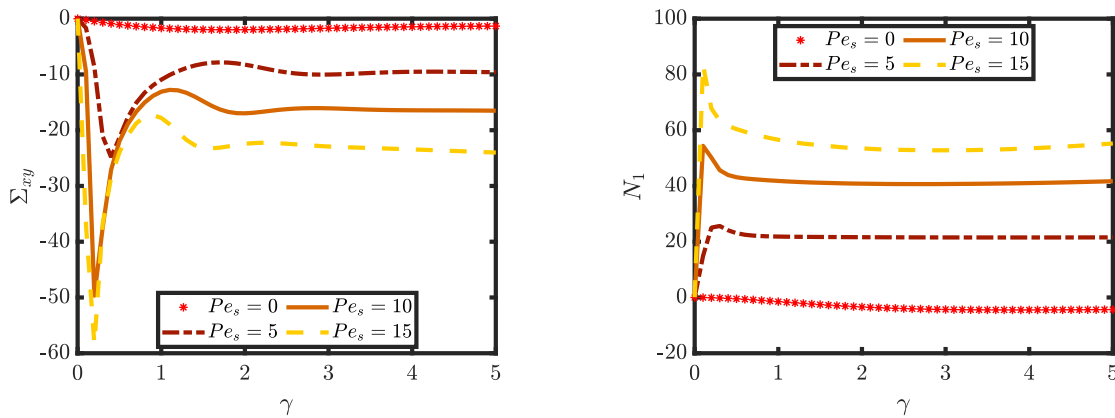 0
-10
-20
-30
-40
-50
-60
Σxy
Pes = 0
Pes = 10
Pes = 5
Pes = 15
0 1 2 3 4 5
γ
100
80
60
40
20
0
-20
N1
Pes = 0
Pes = 10
Pes = 5
Pes = 15
0 1 2 3 4 5
γ